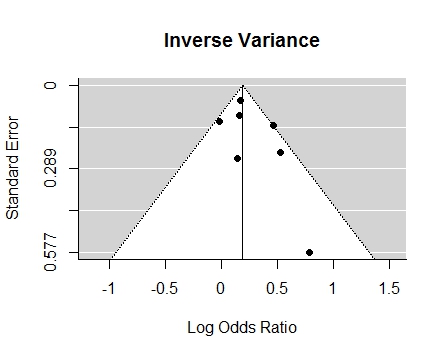 Inverse Variance
Standard Error
0
0.289
0.577
-1 -0.5 0 0.5 1 1.5
Log Odds Ratio